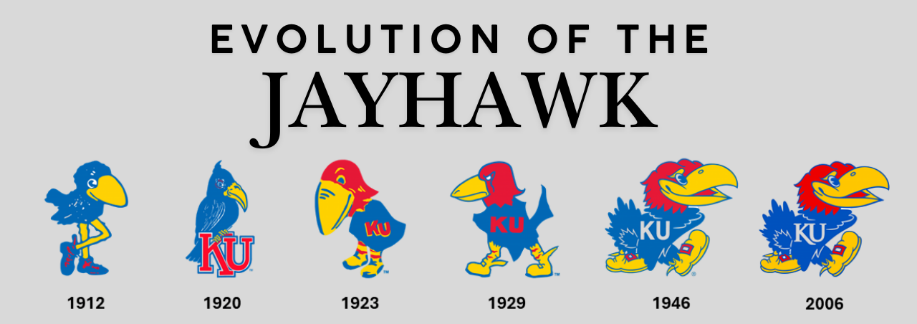 EVOLUTION OF THE
JAYHAWK
KU
KU
KU
KU
KU
1912
1920
1923
1929
1946
2006